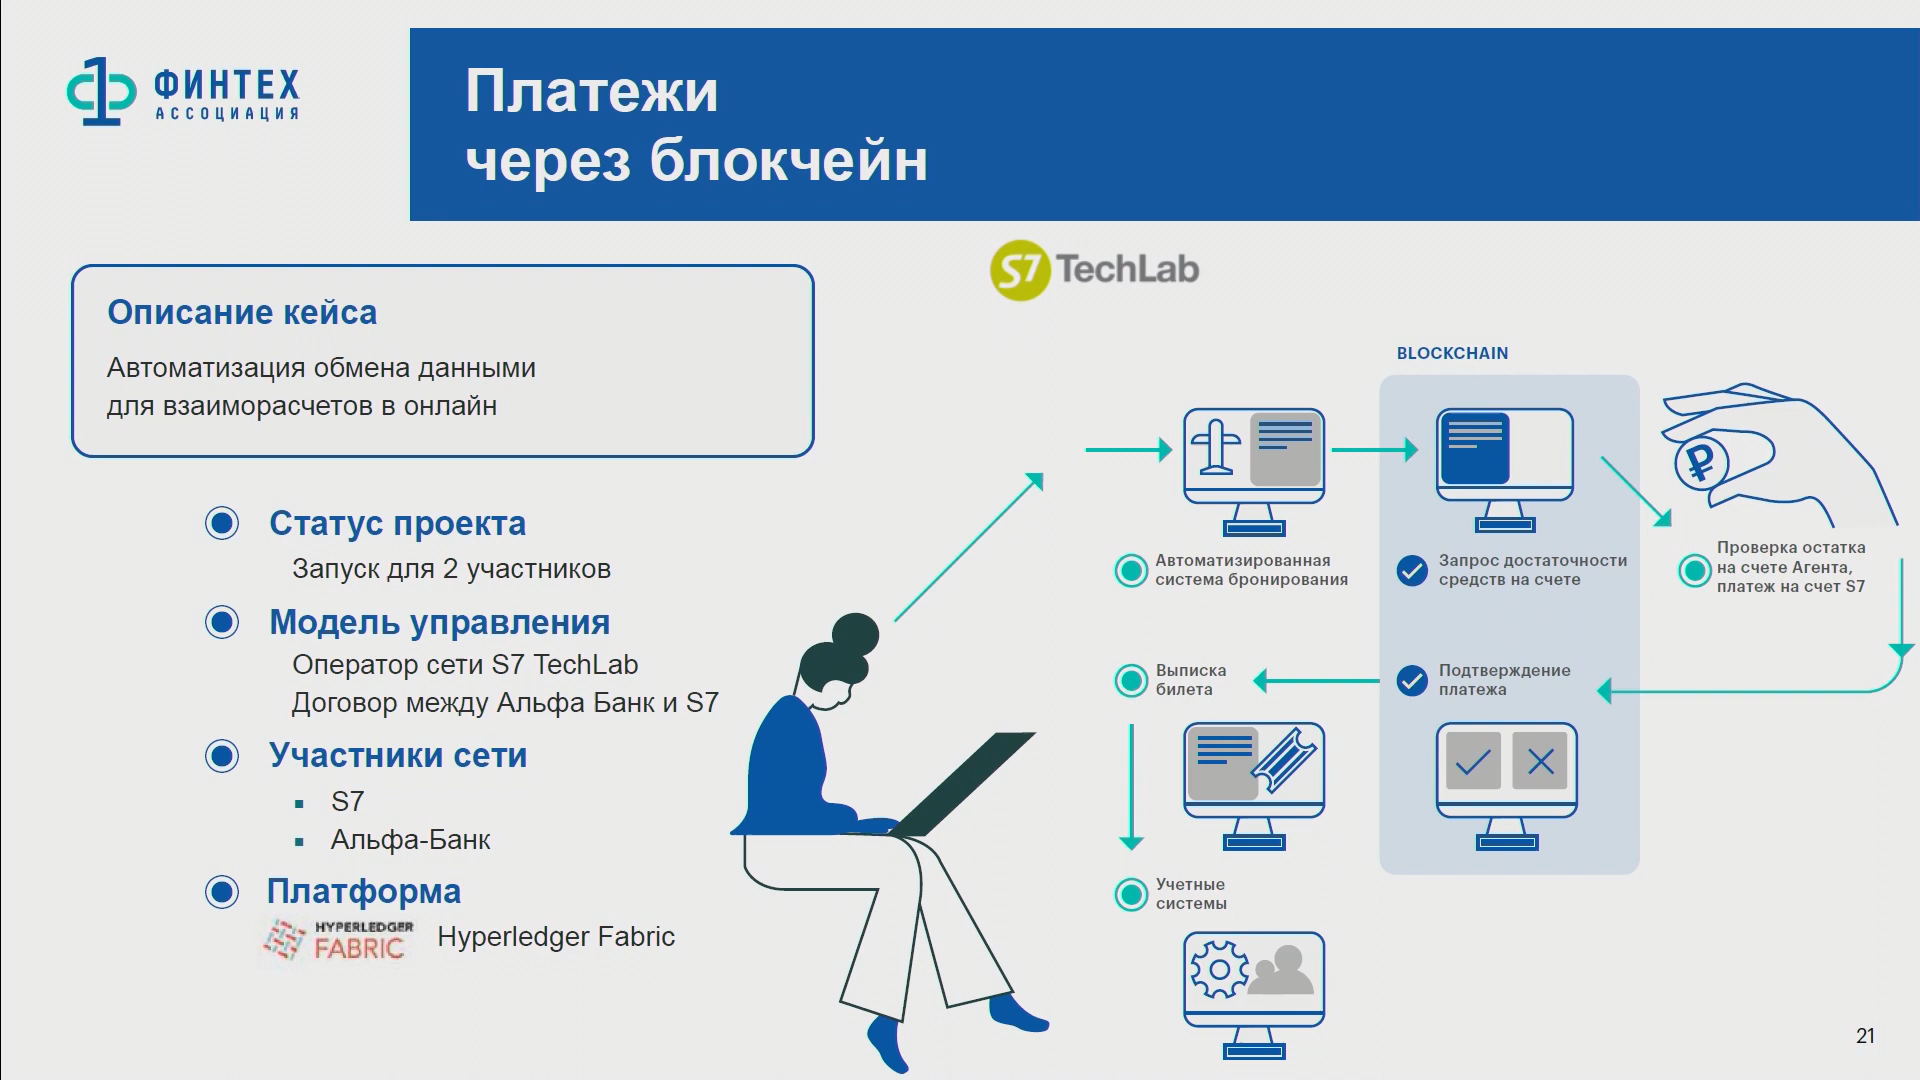 ФИНТЕХ
АССОЦИАЦИЯ
Платежи
через блокчейн
S7 TechLab
Описание кейса
Автоматизация обмена данными
для взаиморасчетов в онлайн
Статус проекта
Запуск для 2 участников
Модель управления
Оператор сети S7 TechLab
Договор между Альфа Банк и S7
Участники сети
S7
Альфа-Банк
Платформа
HYPERLEDGER
FABRIC
Hyperledger Fabric
BLOCKCHAIN
₽
Автоматизированная
система бронирования
Запрос достаточности
средств на счете
Проверка остатка
на счете Агента,
платеж на счет S7
Выписка
билета
Подтверждение
платежа
Учетные
системы
21